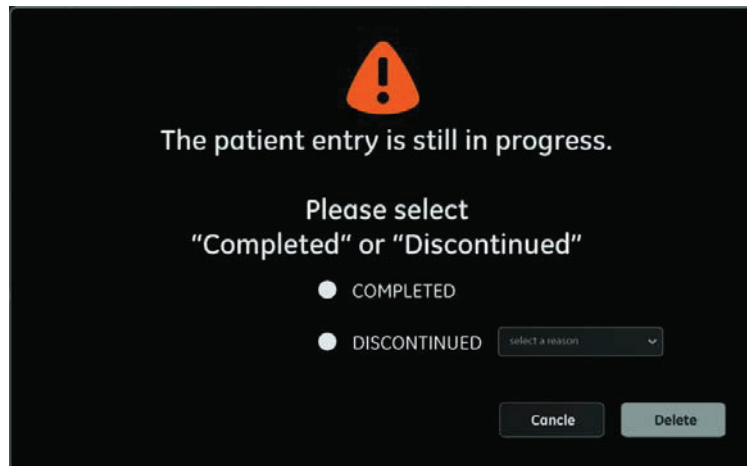 The patient entry is still in progress.
Please select
"Completed" or "Discontinued"
COMPLETED
DISCONTINUED select a reason
Cancle Delete